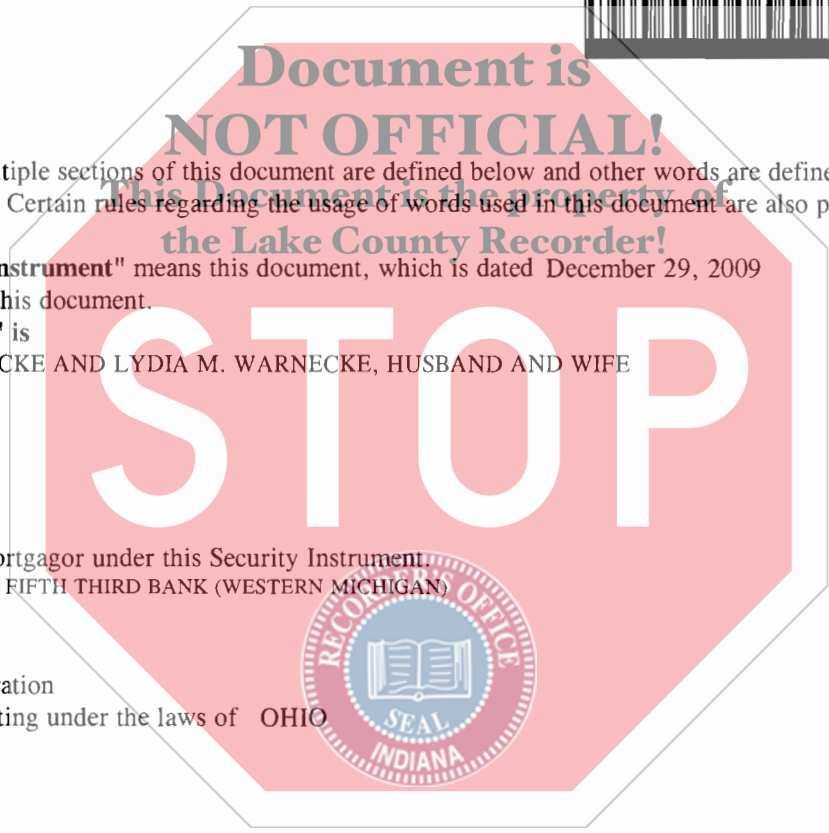 Document is
NOT OFFICIAL!
tiple sections of this document are defined below and other words are define
This Document is the property of
Certain rules regarding the usage of words used in this document are also p
the Lake County Recorder!
nstrument" means this document, which is dated December 29, 2009
his document.
" is
CKE AND LYDIA M. WARNECKE, HUSBAND AND WIFE
STOP
ortgagor under this Security Instrument.
FIFTH THIRD BANK (WESTERN MICHIGAN)
RECORDER'S OFFICE
ation
ting under the laws of OHIO
SEAL
INDIANA